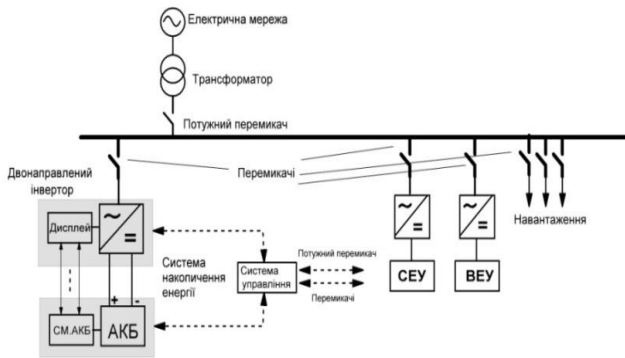 Електрична мережа
Трансформатор
Потужний перемикач
Двонаправлений
інвертор
Перемикачі
Навантаження
Дисплей
Система
накопичення
енергії
Система
управління
Потужний перемикач
Перемикачі
СЕУ
ВЕУ
+ -
СМ.АКБ
АКБ